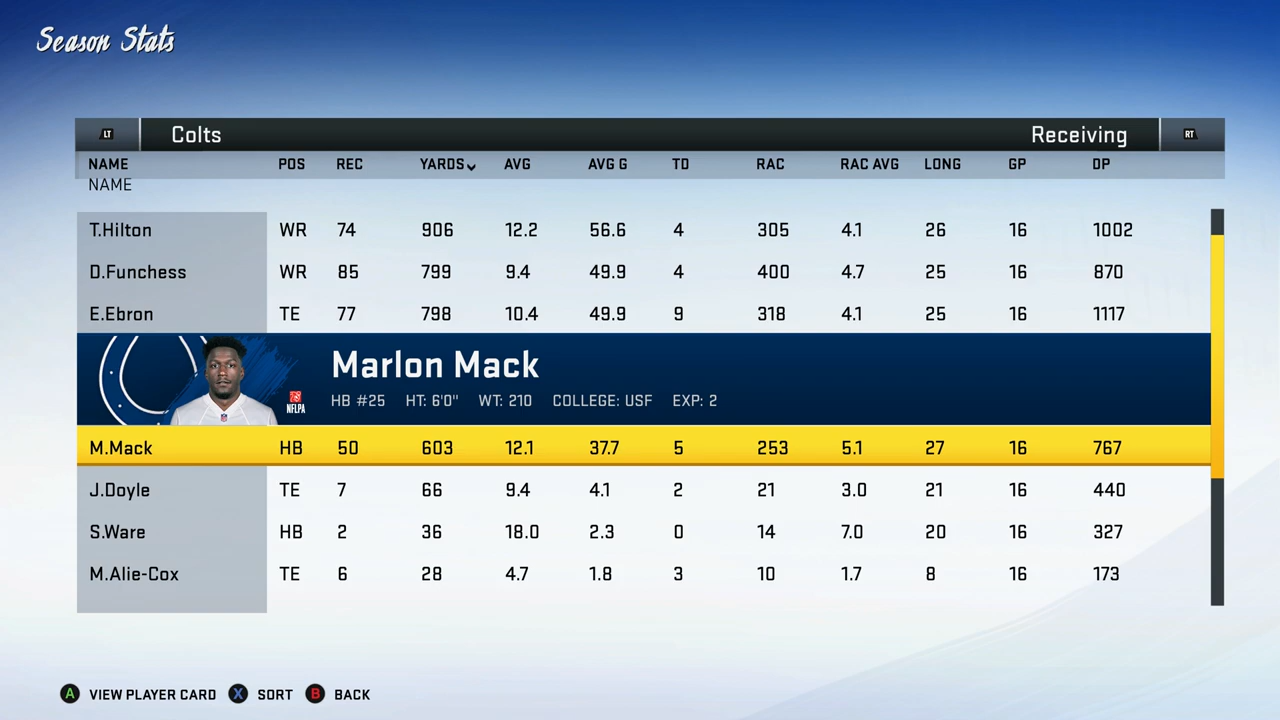 Season Stats
LT Colts Receiving RT
NAME POS REC YARDS AVG AVG G TD RAC RAC AVG LONG GP DP
NAME
T.Hilton WR 74 906 12.2 56.6 4 305 4.1 26 16 1002
D.Funchess WR 85 799 9.4 49.9 4 400 4.7 25 16 870
E.Ebron TE 77 798 10.4 49.9 9 318 4.1 25 16 1117
Marlon Mack
NFLPA HB #25 HT: 6'0" WT: 210 COLLEGE: USF EXP: 2
M.Mack HB 50 603 12.1 37.7 5 253 5.1 27 16 767
J.Doyle TE 7 66 9.4 4.1 2 21 3.0 21 16 440
S.Ware HB 2 36 18.0 2.3 0 14 7.0 20 16 327
M.Alie-Cox TE 6 28 4.7 1.8 3 10 1.7 8 16 173
A VIEW PLAYER CARD X SORT B BACK